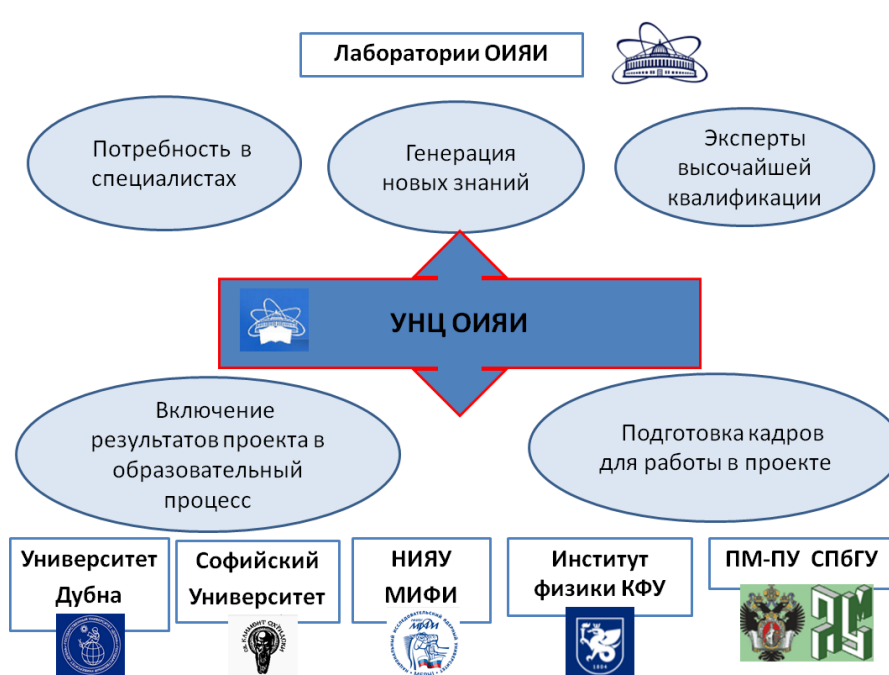 Лаборатории ОИЯИ
Потребность в
специалистах
Генерация
новых знаний
Эксперты
высочайшей
квалификации
УНЦ ОИЯИ
Включение
результатов проекта в
образовательный
процесс
Подготовка кадров
для работы в проекте
Университет
Дубна
Софийский
Университет
НИЯУ
МИФИ
Институт
физики КФУ
ПМ-ПУ СПбГУ
1804